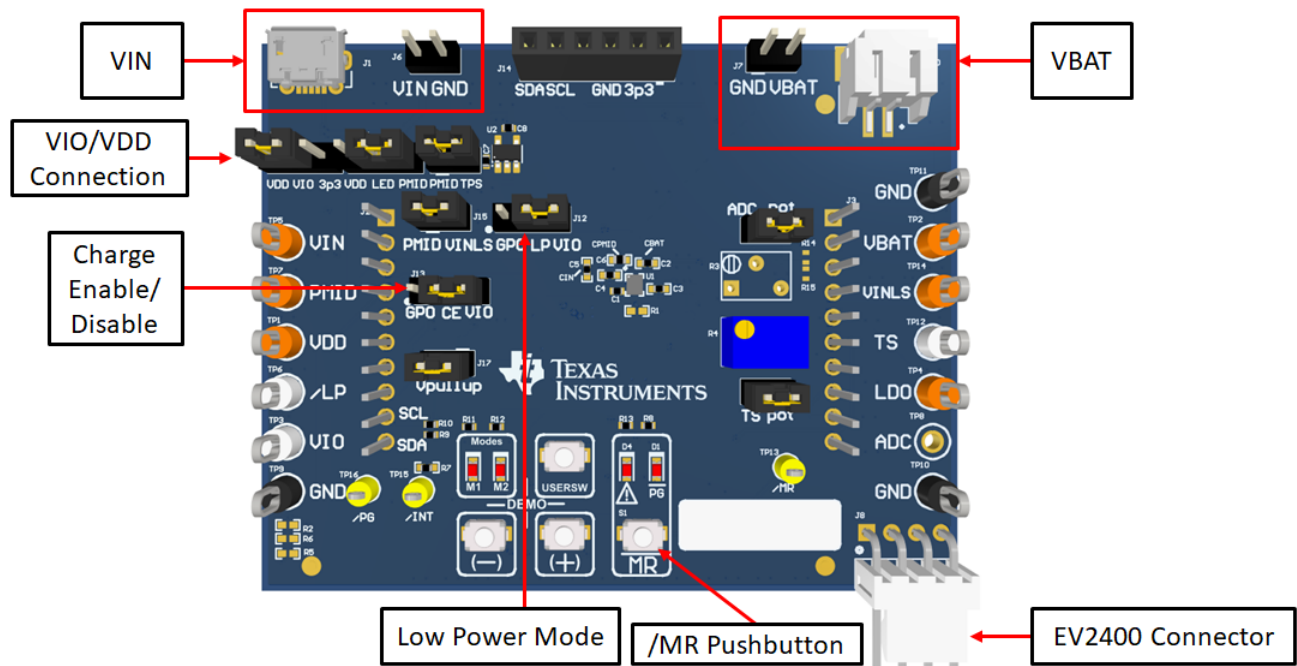 VIN
J1
J6
VIN GND
J14
SDA SCL GND 3p3
J7
GND VBAT
VBAT
VIO/VDD
Connection
VDD VIO 3p3 VDD LED PMID PMID TPS
U2
C8
C7
J15
PMID VINLS
J12
GPO LP VIO
Charge
Enable/
Disable
J13
GPO CE VIO
J17
Vpullup
CPMID
CBAT
C6
C5
CIN
C4
C2
U1
C1
C3
R1
ADC pot
J3
R14
R3
R15
R4
TS pot
TEXAS
INSTRUMENTS
TP5
VIN
TP7
PMID
TP1
VDD
TP6
/LP
TP3
VIO
TP9
GND
TP11
GND
TP2
VBAT
TP14
VINLS
TP12
TS
TP4
LDO
TP8
ADC
TP10
GND
SCL
R10
R9
SDA
R7
TP16
/PG
TP15
/INT
R11
R12
Modes
M1
M2
USERSW
DEMO
(-)
(+)
R13
R8
D4
D1
PG
S1
MR
TP13
/MR
R2
R6
R5
J8
Low Power Mode
/MR Pushbutton
EV2400 Connector